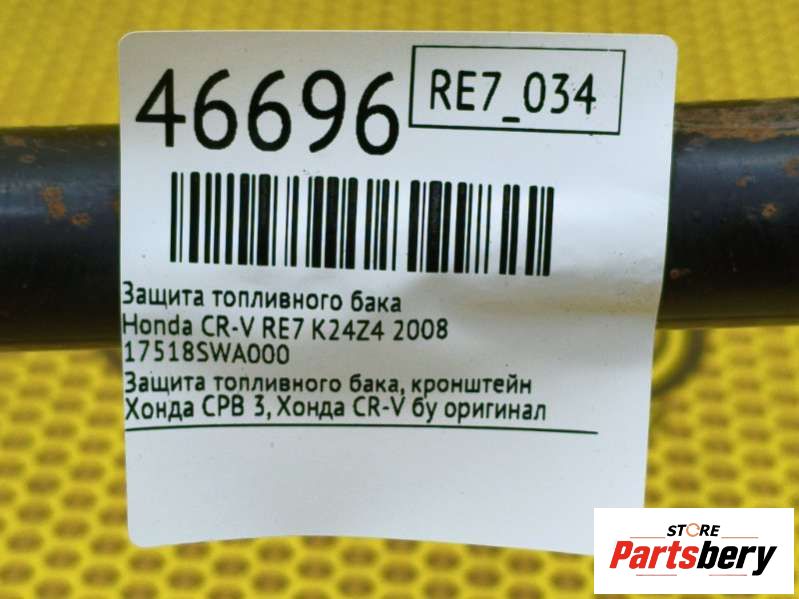 46696
RE7_034
Защита топливного бака
Honda CR-V RE7 K24Z4 2008
17518SWA000
Защита топливного бака, кронштейн
Хонда СРВ 3, Хонда CR-V бу оригинал
STORE
Partsbery